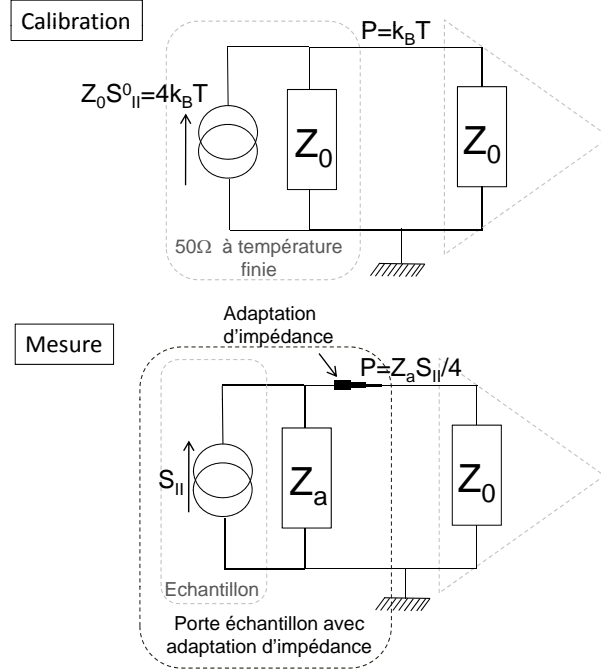 Calibration
P=k_BT
Z_0S^0_II=4k_BT
Z_0
Z_0
50Ω à température
finie
Adaptation
d'impédance
Mesure
P=Z_aS_II/4
S_II
Z_a
Z_0
Echantillon
Porte échantillon avec
adaptation d'impédance